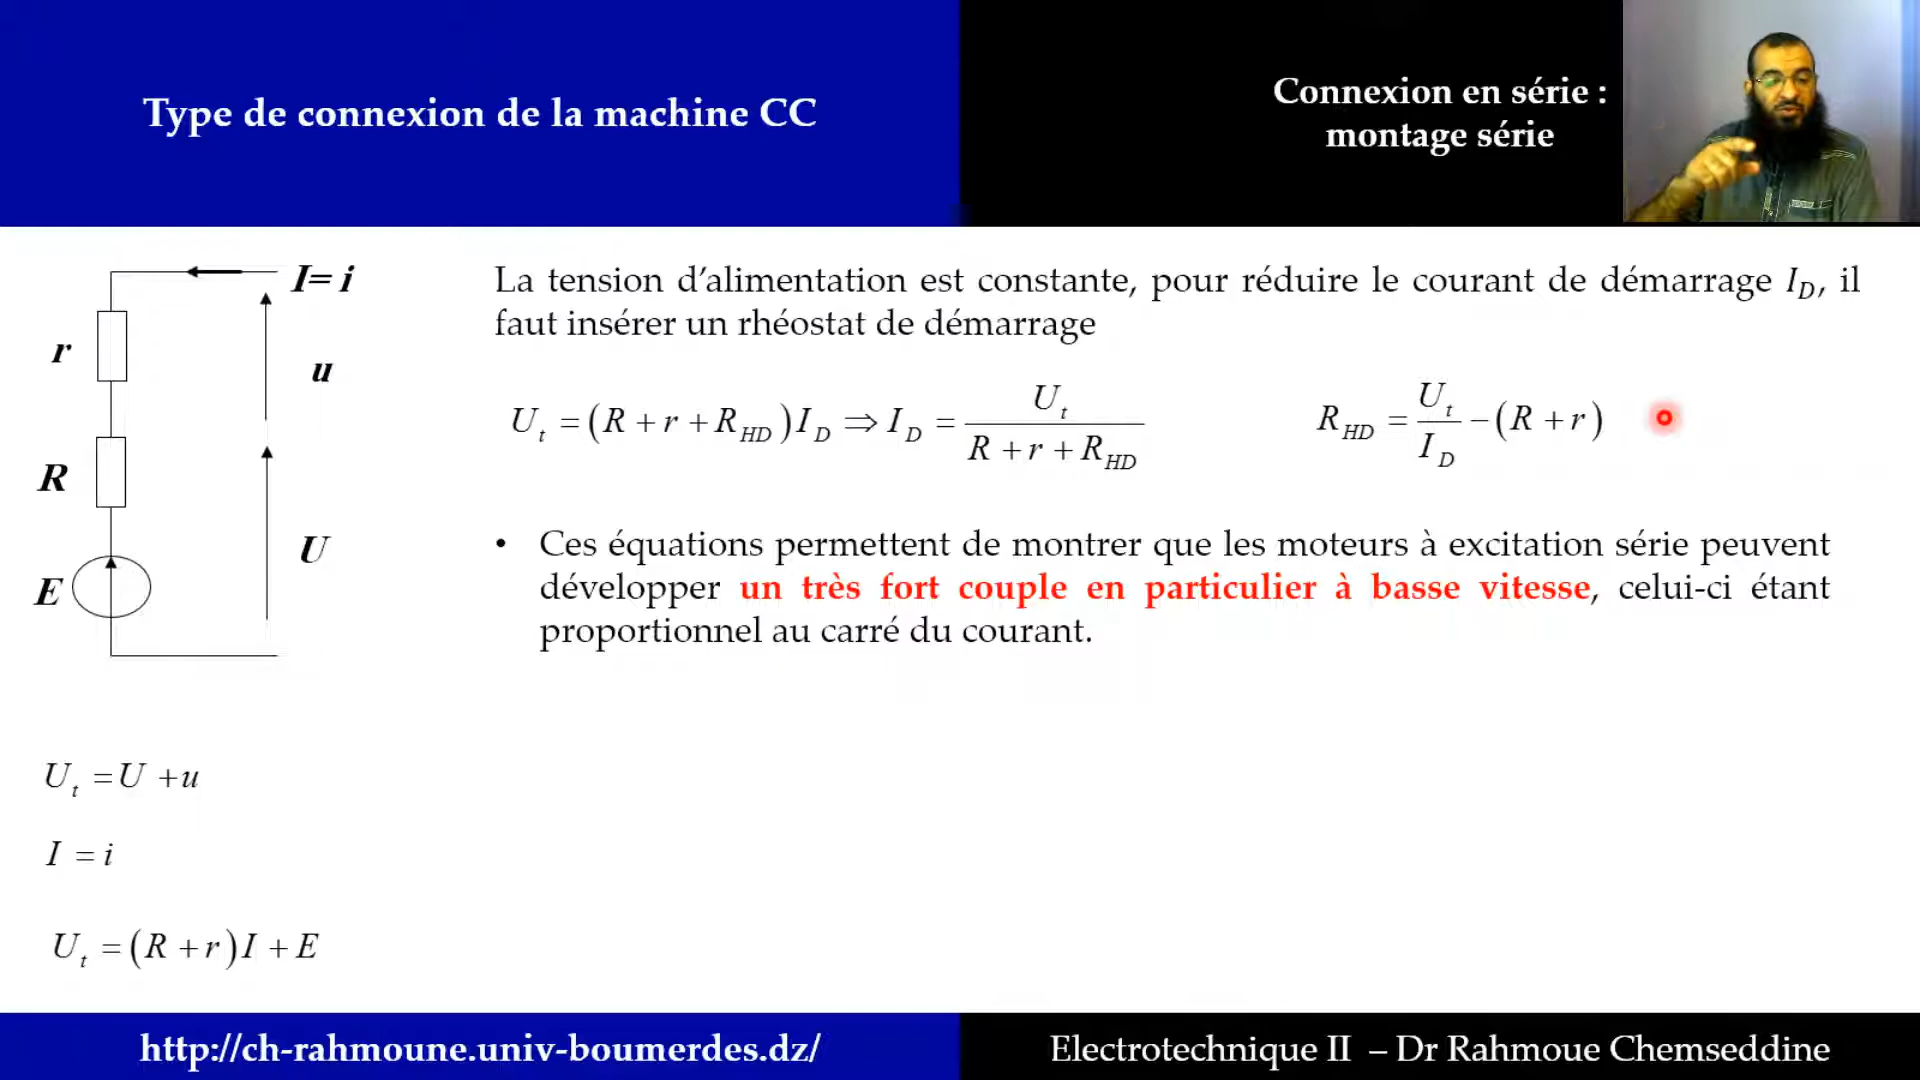 Type de connexion de la machine CC
Connexion en série :
montage série
I= i
r
u
R
U
E
La tension d’alimentation est constante, pour réduire le courant de démarrage I_D, il
faut insérer un rhéostat de démarrage
U_t = (R + r + R_HD) I_D ⇒ I_D = U_t / (R + r + R_HD)
R_HD = U_t / I_D − (R + r)
• Ces équations permettent de montrer que les moteurs à excitation série peuvent
développer un très fort couple en particulier à basse vitesse, celui-ci étant
proportionnel au carré du courant.
U_t = U + u
I = i
U_t = (R + r) I + E
http://ch-rahmoune.univ-boumerdes.dz/
Electrotechnique II – Dr Rahmoue Chemseddine